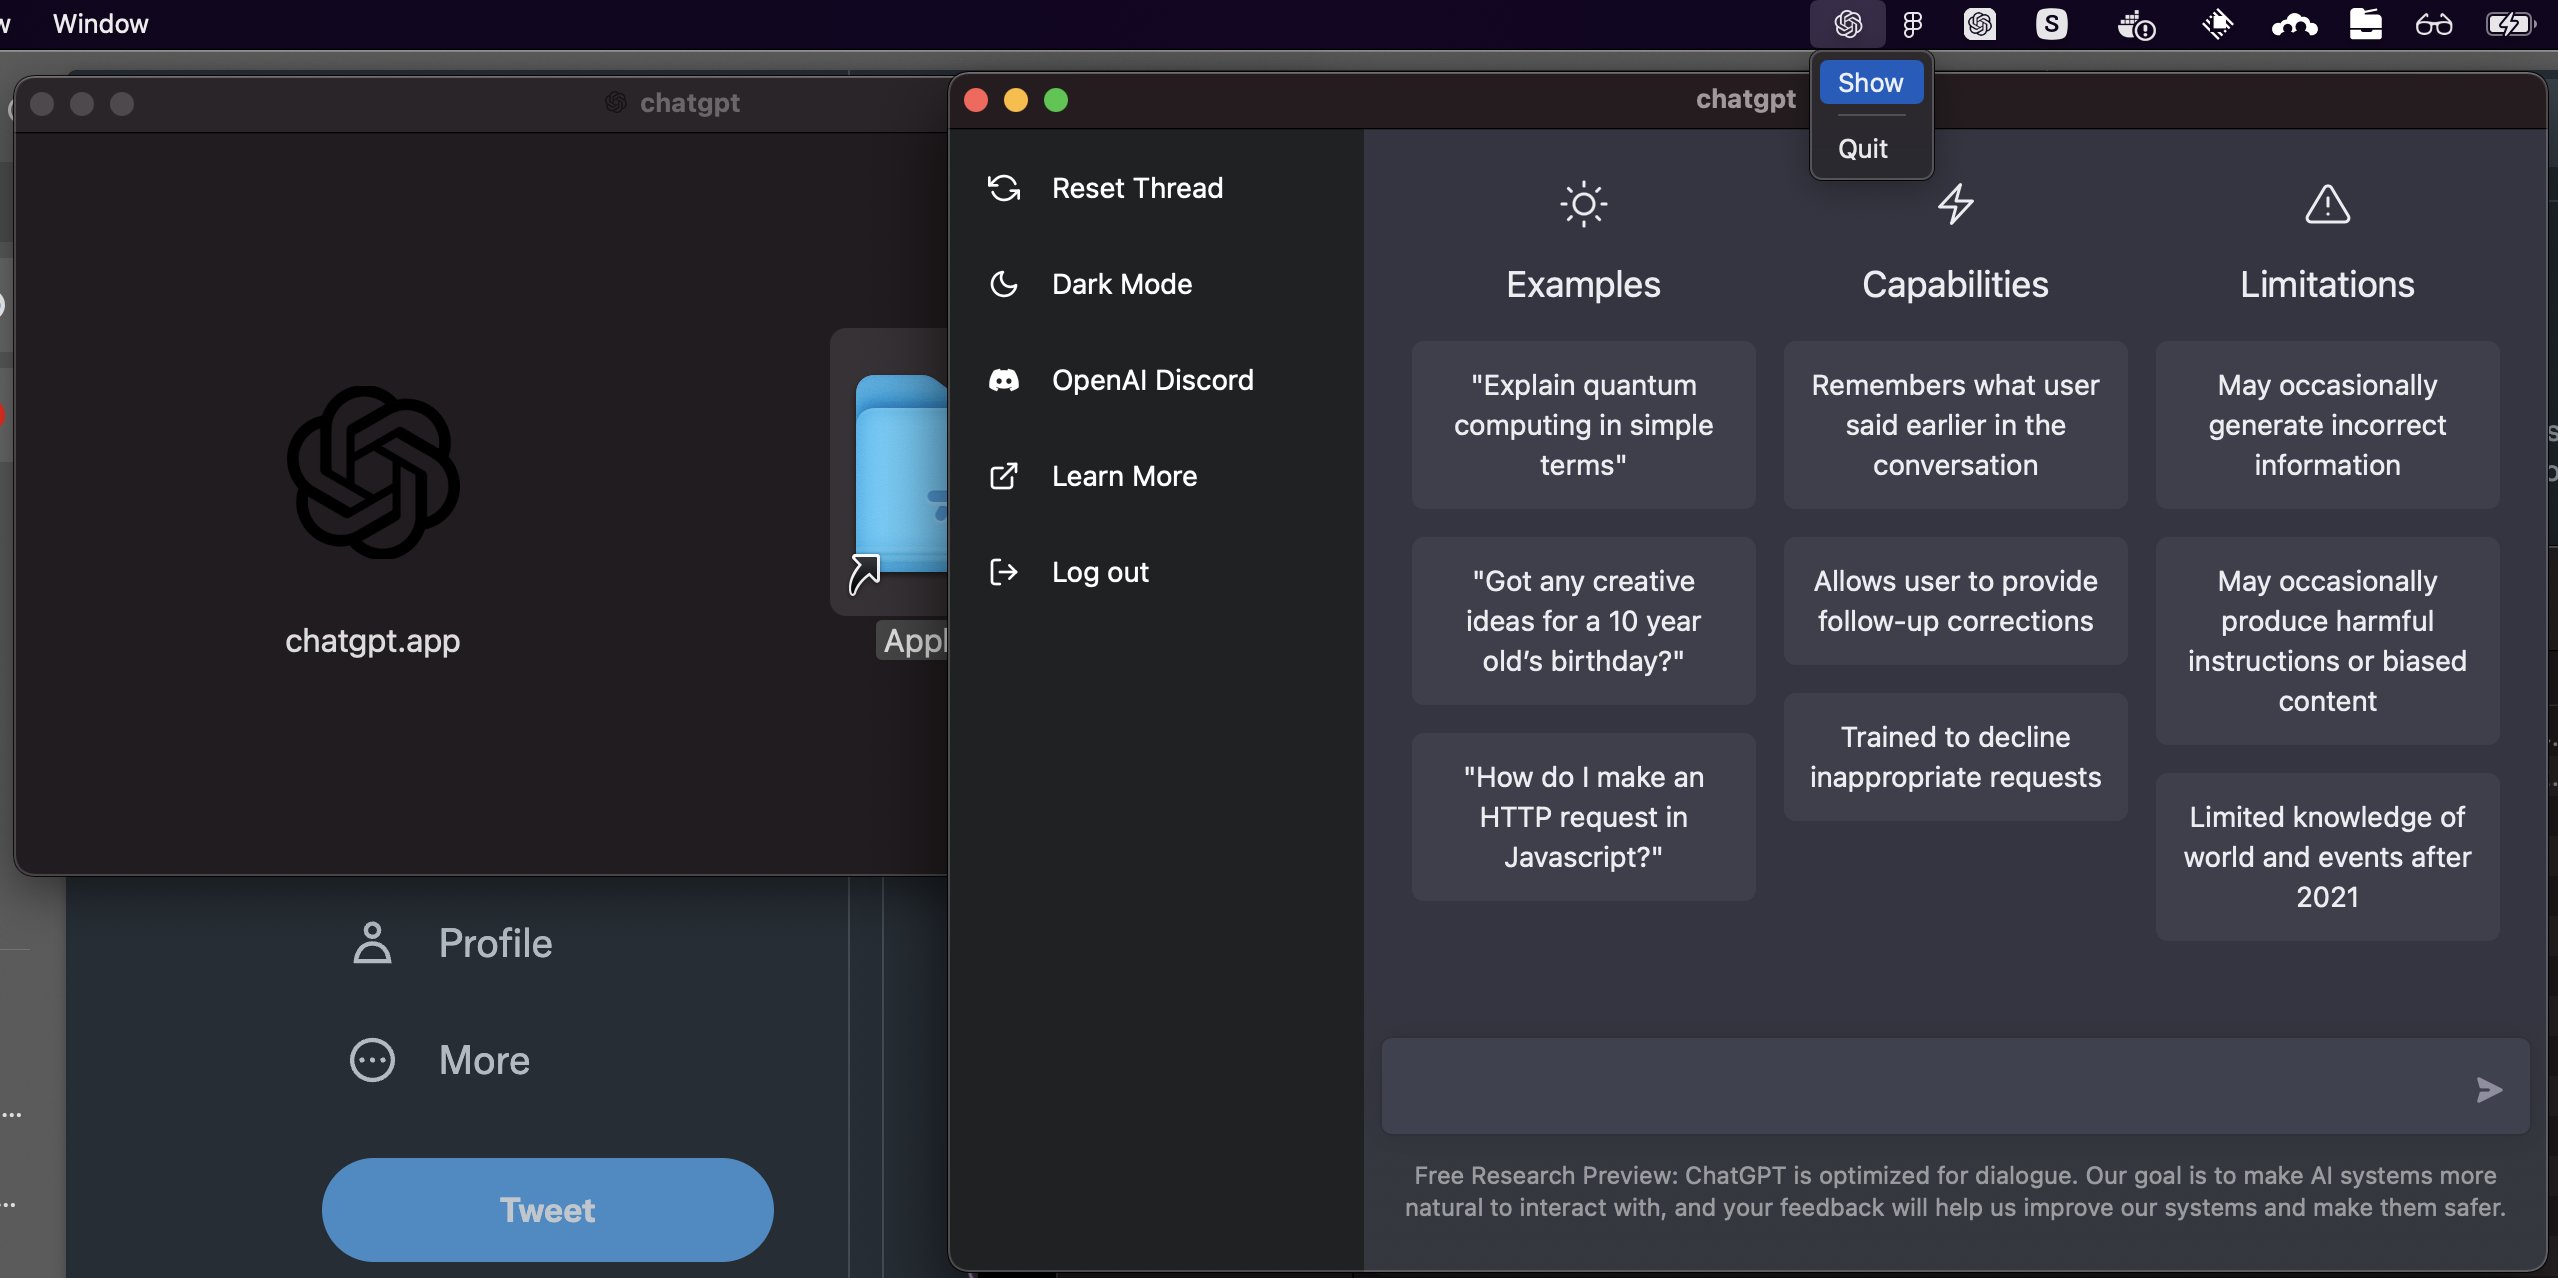 Window
S
Show
Quit
chatgpt
chatgpt.app
Appl
chatgpt
Reset Thread
Dark Mode
OpenAI Discord
Learn More
Log out
Examples
"Explain quantum
computing in simple
terms"
"Got any creative
ideas for a 10 year
old’s birthday?"
"How do I make an
HTTP request in
Javascript?"
Capabilities
Remembers what user
said earlier in the
conversation
Allows user to provide
follow-up corrections
Trained to decline
inappropriate requests
Limitations
May occasionally
generate incorrect
information
May occasionally
produce harmful
instructions or biased
content
Limited knowledge of
world and events after
2021
Free Research Preview: ChatGPT is optimized for dialogue. Our goal is to make AI systems more
natural to interact with, and your feedback will help us improve our systems and make them safer.
Profile
More
Tweet